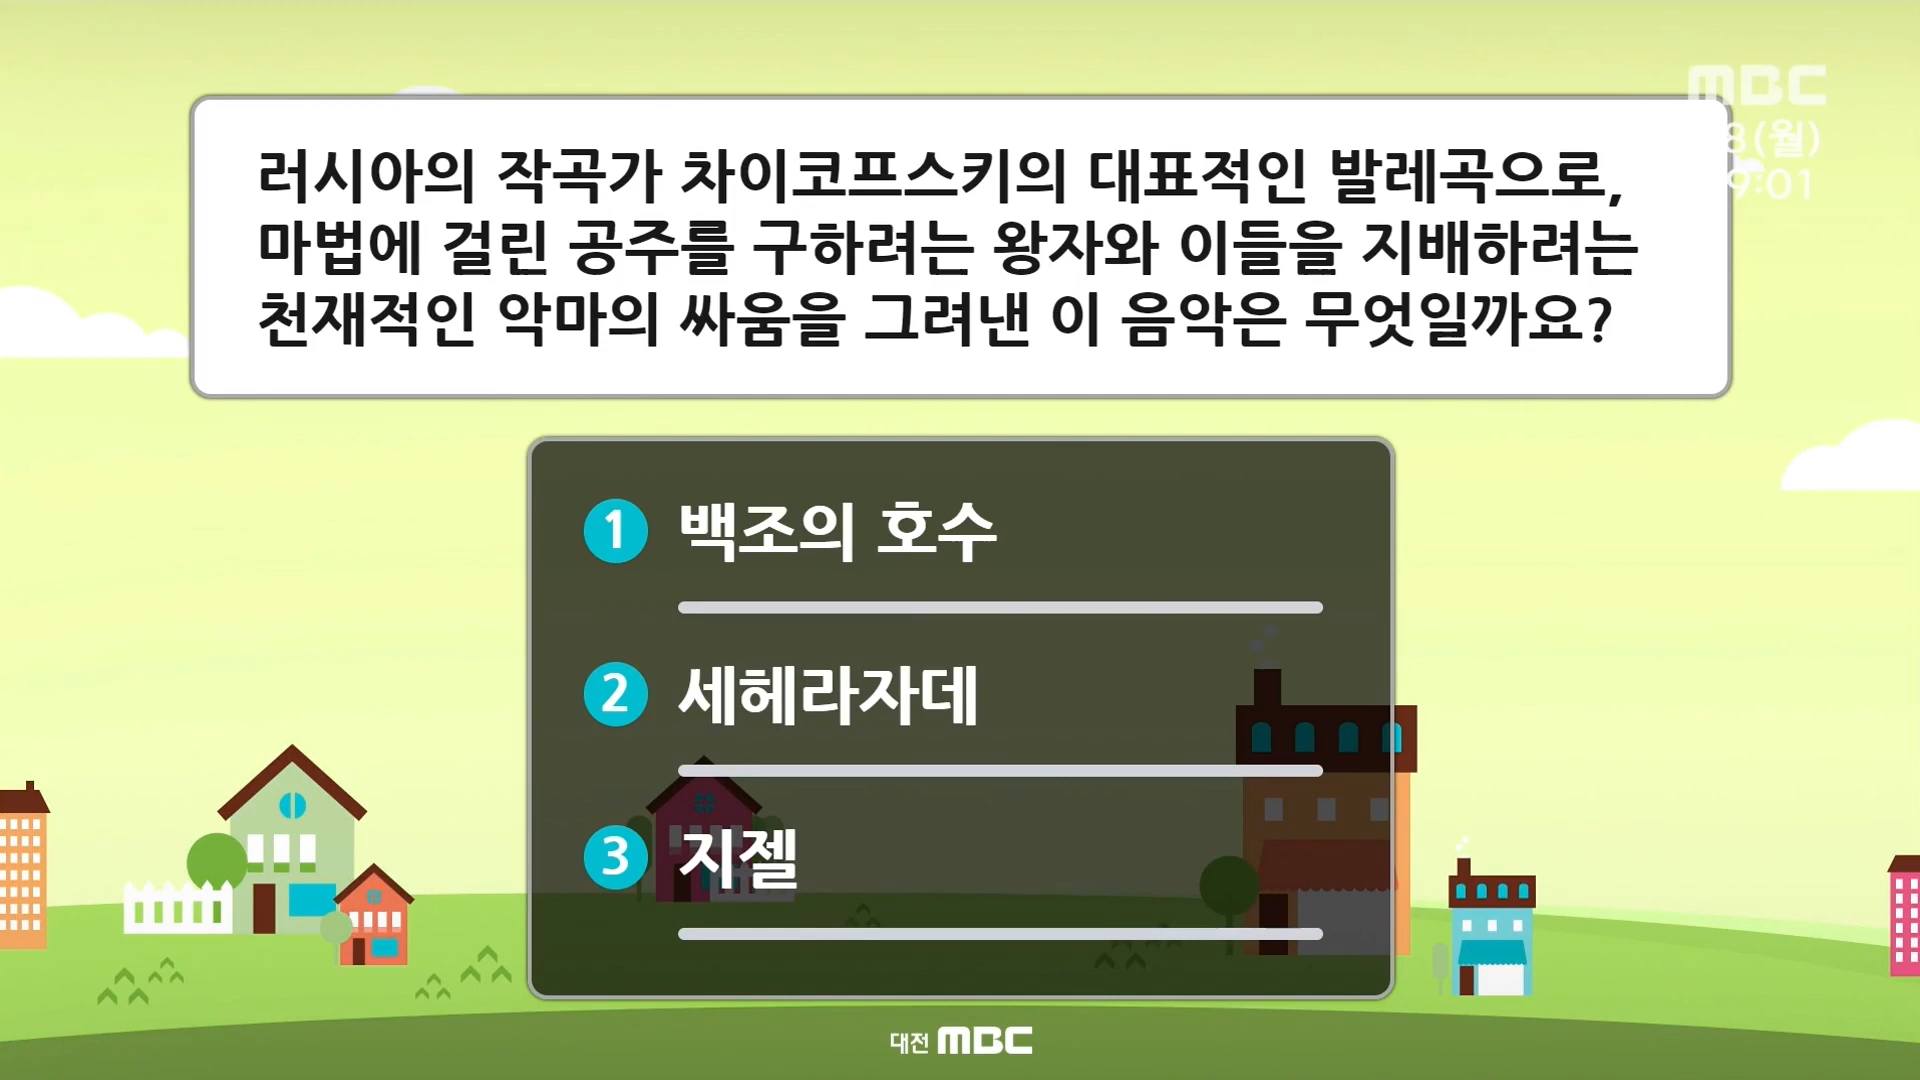 MBC
8(월)
9:01
러시아의 작곡가 차이코프스키의 대표적인 발레곡으로,
마법에 걸린 공주를 구하려는 왕자와 이들을 지배하려는
천재적인 악마의 싸움을 그려낸 이 음악은 무엇일까요?
1 백조의 호수
2 세헤라자데
3 지젤
대전 MBC